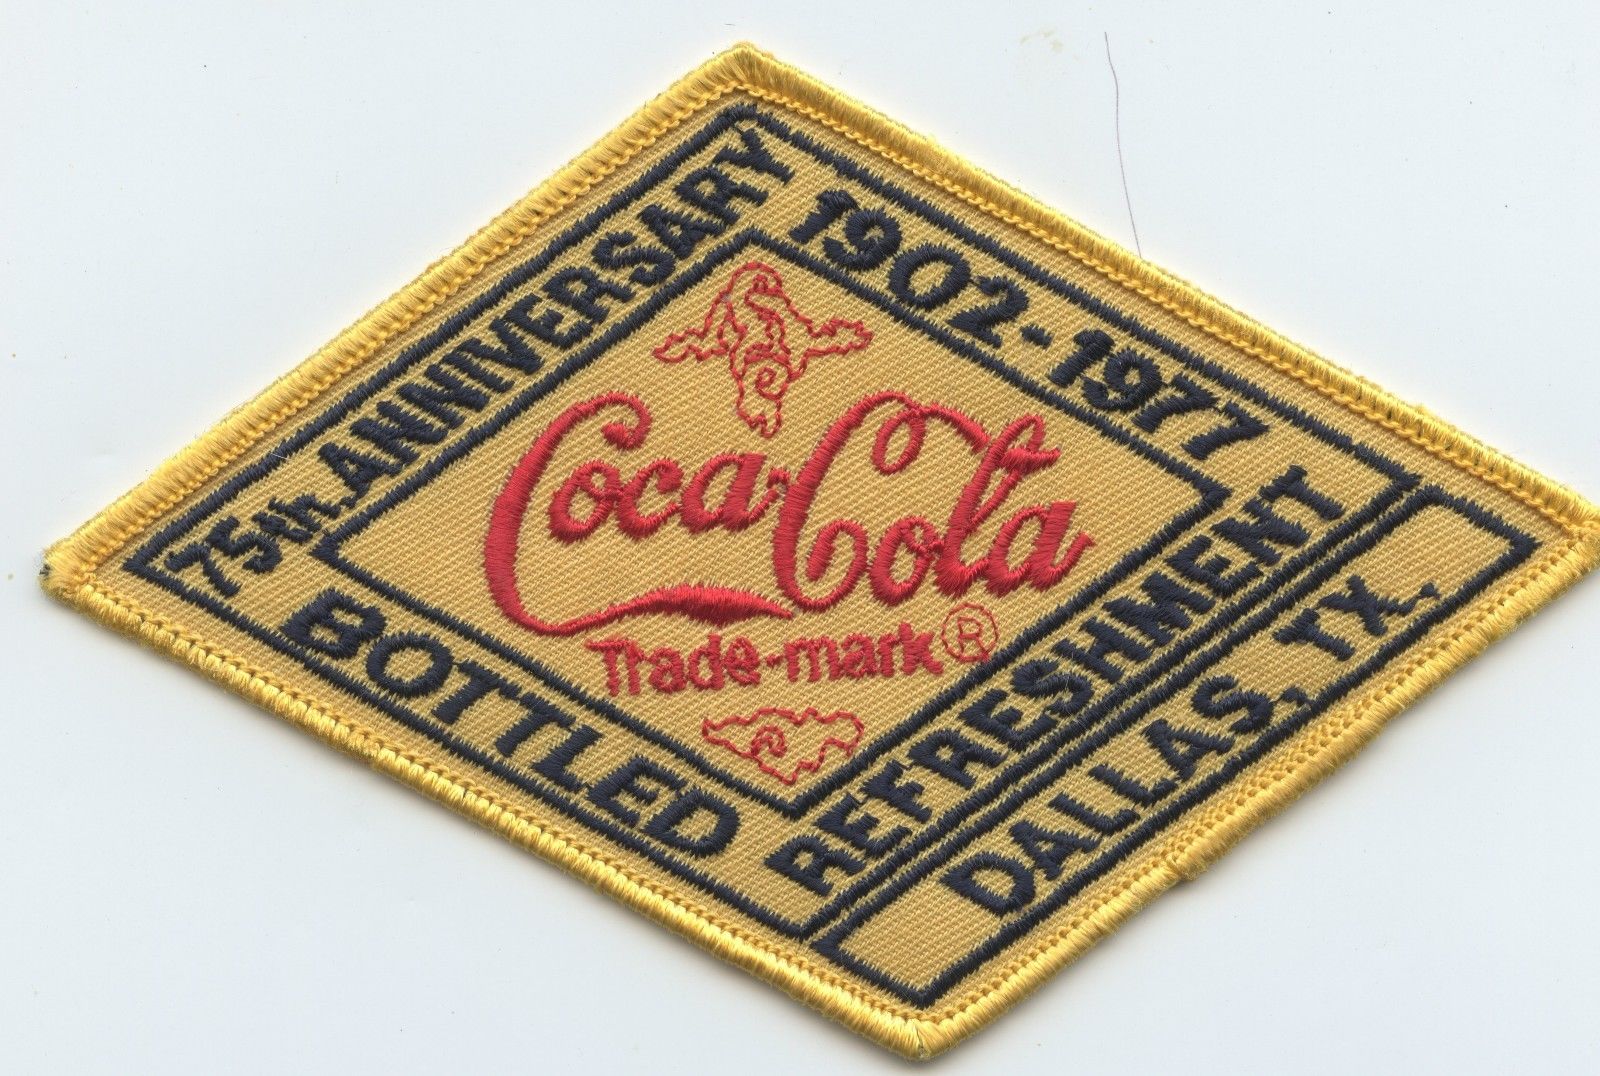 75th. ANNIVERSARY
1902-1977
Coca-Cola
Trade-mark®
BOTTLED
REFRESHMENT
DALLAS, TX.